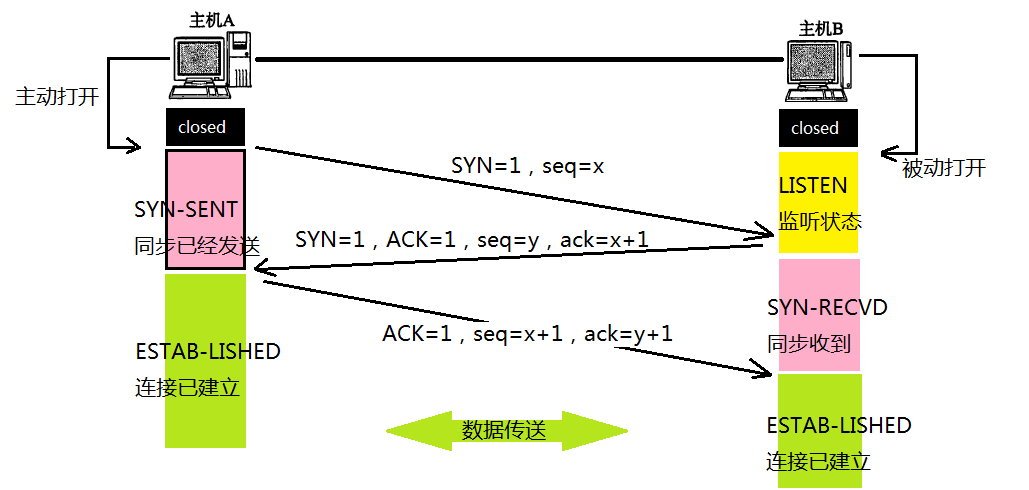 主机A
主机B
主动打开
closed
closed
被动打开
SYN=1，seq=x
LISTEN
监听状态
SYN-SENT
同步已经发送
SYN=1，ACK=1，seq=y，ack=x+1
SYN-RECVD
同步收到
ACK=1，seq=x+1，ack=y+1
ESTAB-LISHED
连接已建立
数据传送
ESTAB-LISHED
连接已建立